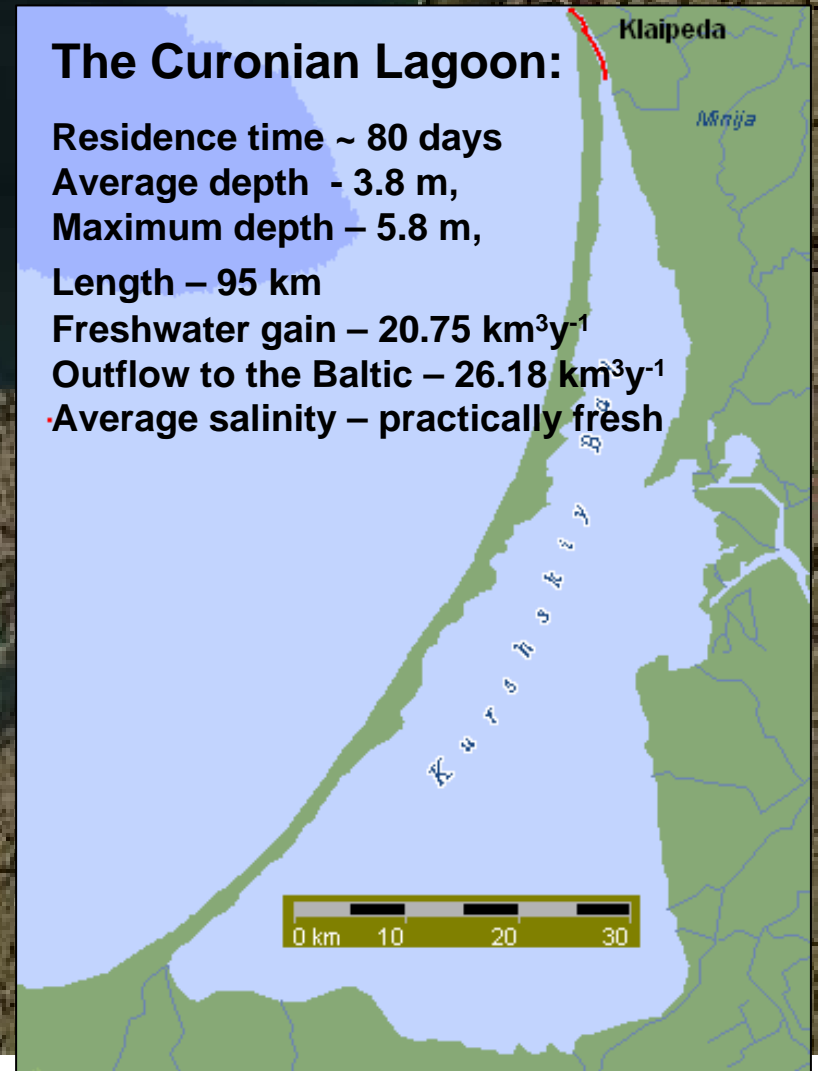 Klaipeda
The Curonian Lagoon:
Minija
Residence time ~ 80 days
Average depth - 3.8 m,
Maximum depth – 5.8 m,
Length – 95 km
Freshwater gain – 20.75 km³y⁻¹
Outflow to the Baltic – 26.18 km³y⁻¹
Average salinity – practically fresh
Kurshskiy
0 km 10 20 30